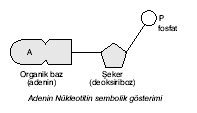 P
fosfat
A
Organik baz
(adenin)
Şeker
(deoksiriboz)
Adenin Nükleotitin sembolik gösterimi